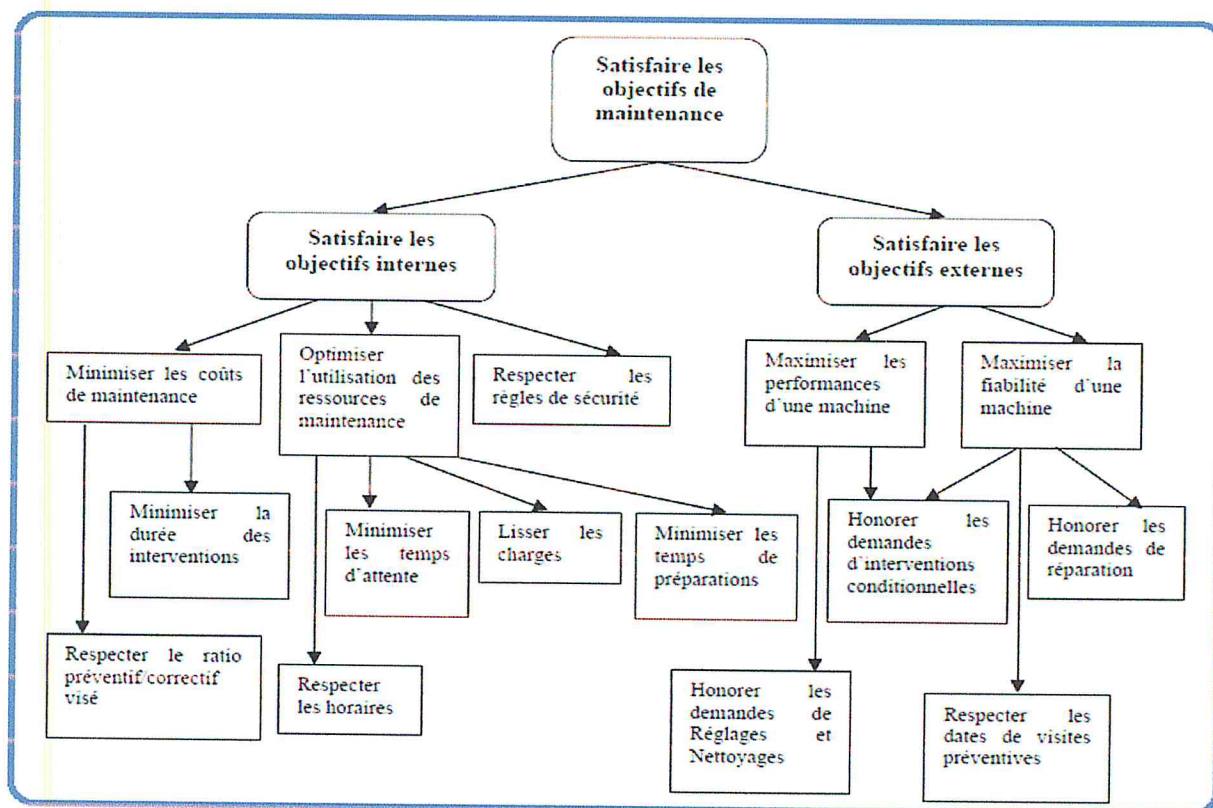 Satisfaire les
objectifs de
maintenance
Satisfaire les
objectifs internes
Satisfaire les
objectifs externes
Minimiser les coûts
de maintenance
Optimiser
l'utilisation des
ressources de
maintenance
Respecter les
règles de sécurité
Maximiser les
performances
d'une machine
Maximiser la
fiabilité d'une
machine
Minimiser la
durée des
interventions
Minimiser
les temps
d'attente
Lisser les
charges
Minimiser les
temps de
préparations
Honorer les
demandes
d'interventions
conditionnelles
Honorer les
demandes de
réparation
Respecter le ratio
préventif/correctif
visé
Respecter
les horaires
Honorer les
demandes de
Réglages et
Nettoyages
Respecter les
dates de visites
préventives